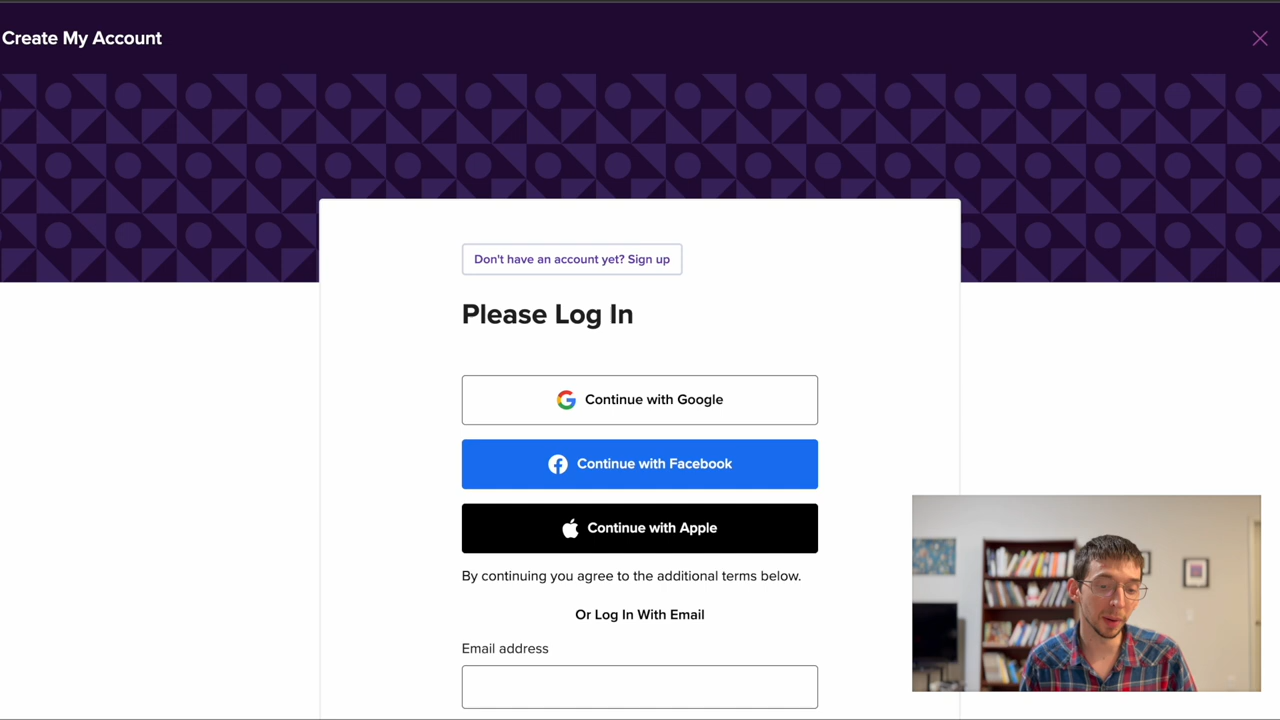 Create My Account
Don't have an account yet? Sign up
Please Log In
Continue with Google
Continue with Facebook
Continue with Apple
By continuing you agree to the additional terms below.
Or Log In With Email
Email address